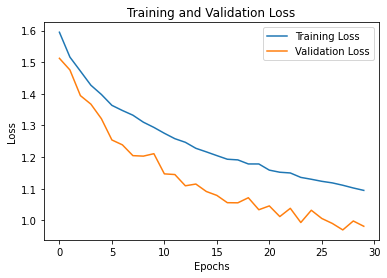 Training and Validation Loss
Training Loss
Validation Loss
1.6
1.5
1.4
1.3
1.2
1.1
1.0
Loss
0 5 10 15 20 25 30
Epochs